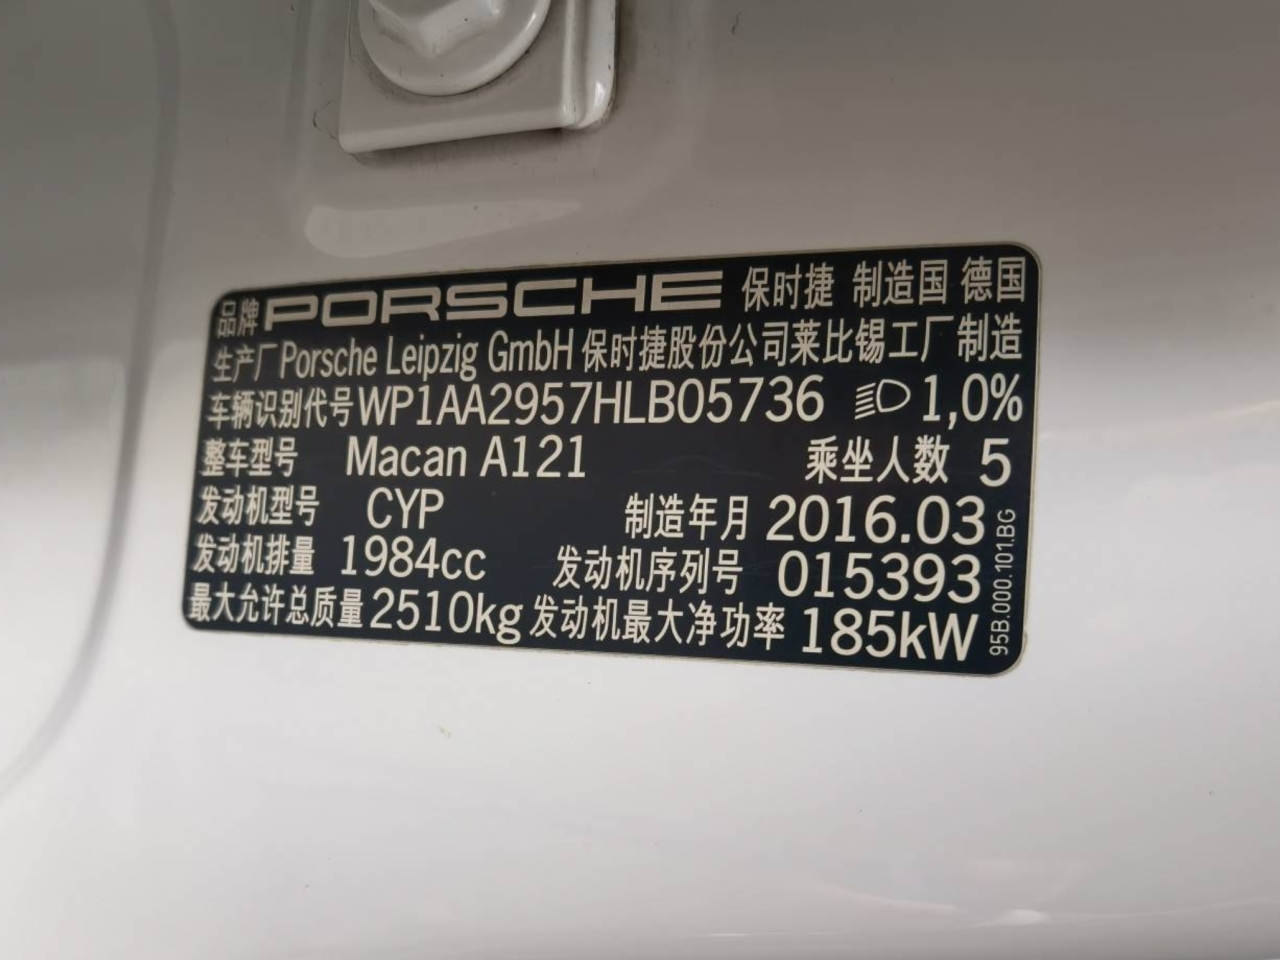 品牌 PORSCHE 保时捷 制造国 德国
生产厂 Porsche Leipzig GmbH 保时捷股份公司莱比锡工厂 制造
车辆识别代号 WP1AA2957HLB05736 1,0%
整车型号 Macan A121 乘坐人数 5
发动机型号 CYP 制造年月 2016.03
发动机排量 1984cc 发动机序列号 015393
最大允许总质量 2510kg 发动机最大净功率 185kW
95B.000.101.BG